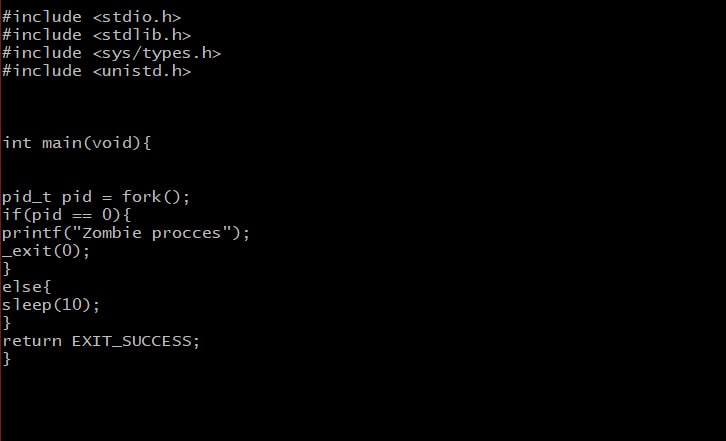 #include <stdio.h>
#include <stdlib.h>
#include <sys/types.h>
#include <unistd.h>
int main(void){
pid_t pid = fork();
if(pid == 0){
printf("Zombie procces");
_exit(0);
}
else{
sleep(10);
}
return EXIT_SUCCESS;
}